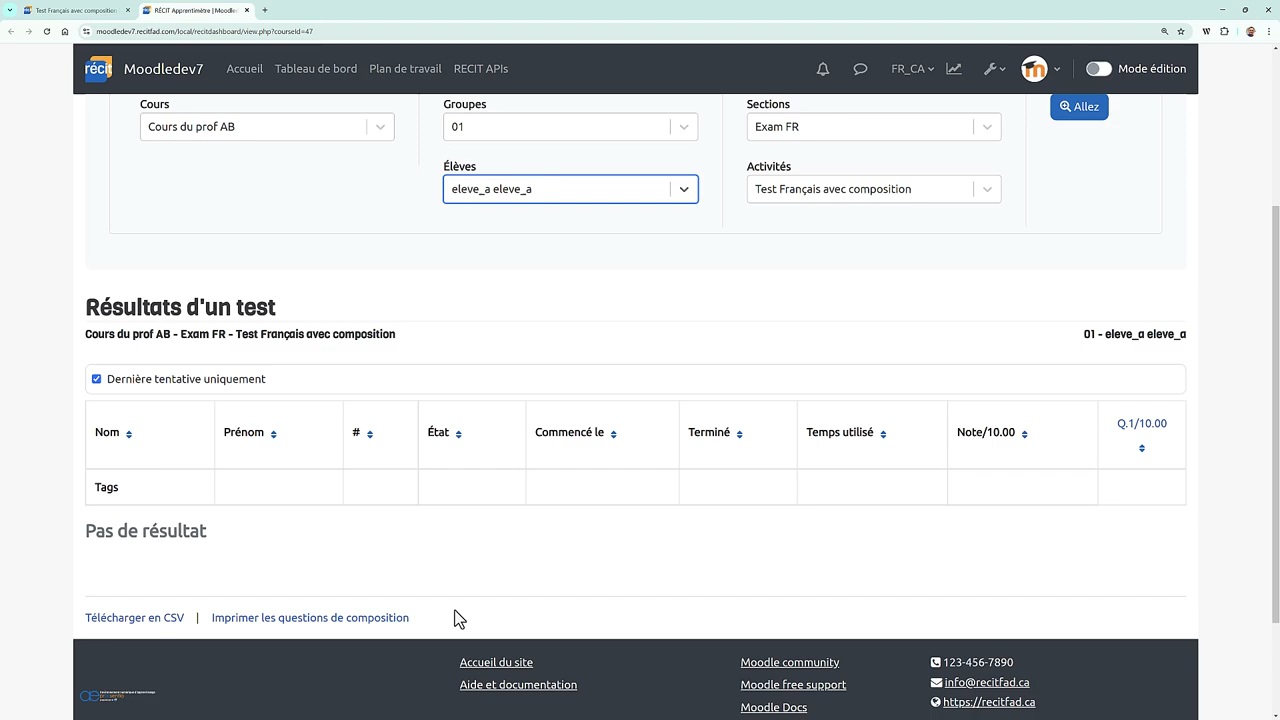 Test Français avec composition
RÉCIT Apprentimètre | Moodle
moodledev7.recitfad.com/local/recitdashboard/view.php?courseId=47
récit
Moodledev7
Accueil
Tableau de bord
Plan de travail
RECIT APIs
FR_CA
Mode édition
Cours
Groupes
Sections
Allez
Cours du prof AB
01
Exam FR
Élèves
Activités
eleve_a eleve_a
Test Français avec composition
Résultats d'un test
Cours du prof AB - Exam FR - Test Français avec composition
01 - eleve_a eleve_a
Dernière tentative uniquement
Nom
Prénom
#
État
Commencé le
Terminé
Temps utilisé
Note/10.00
Q.1/10.00
Tags
Pas de résultat
Télécharger en CSV | Imprimer les questions de composition
Accueil du site
Aide et documentation
Moodle community
Moodle free support
Moodle Docs
123-456-7890
info@recitfad.ca
https://recitfad.ca